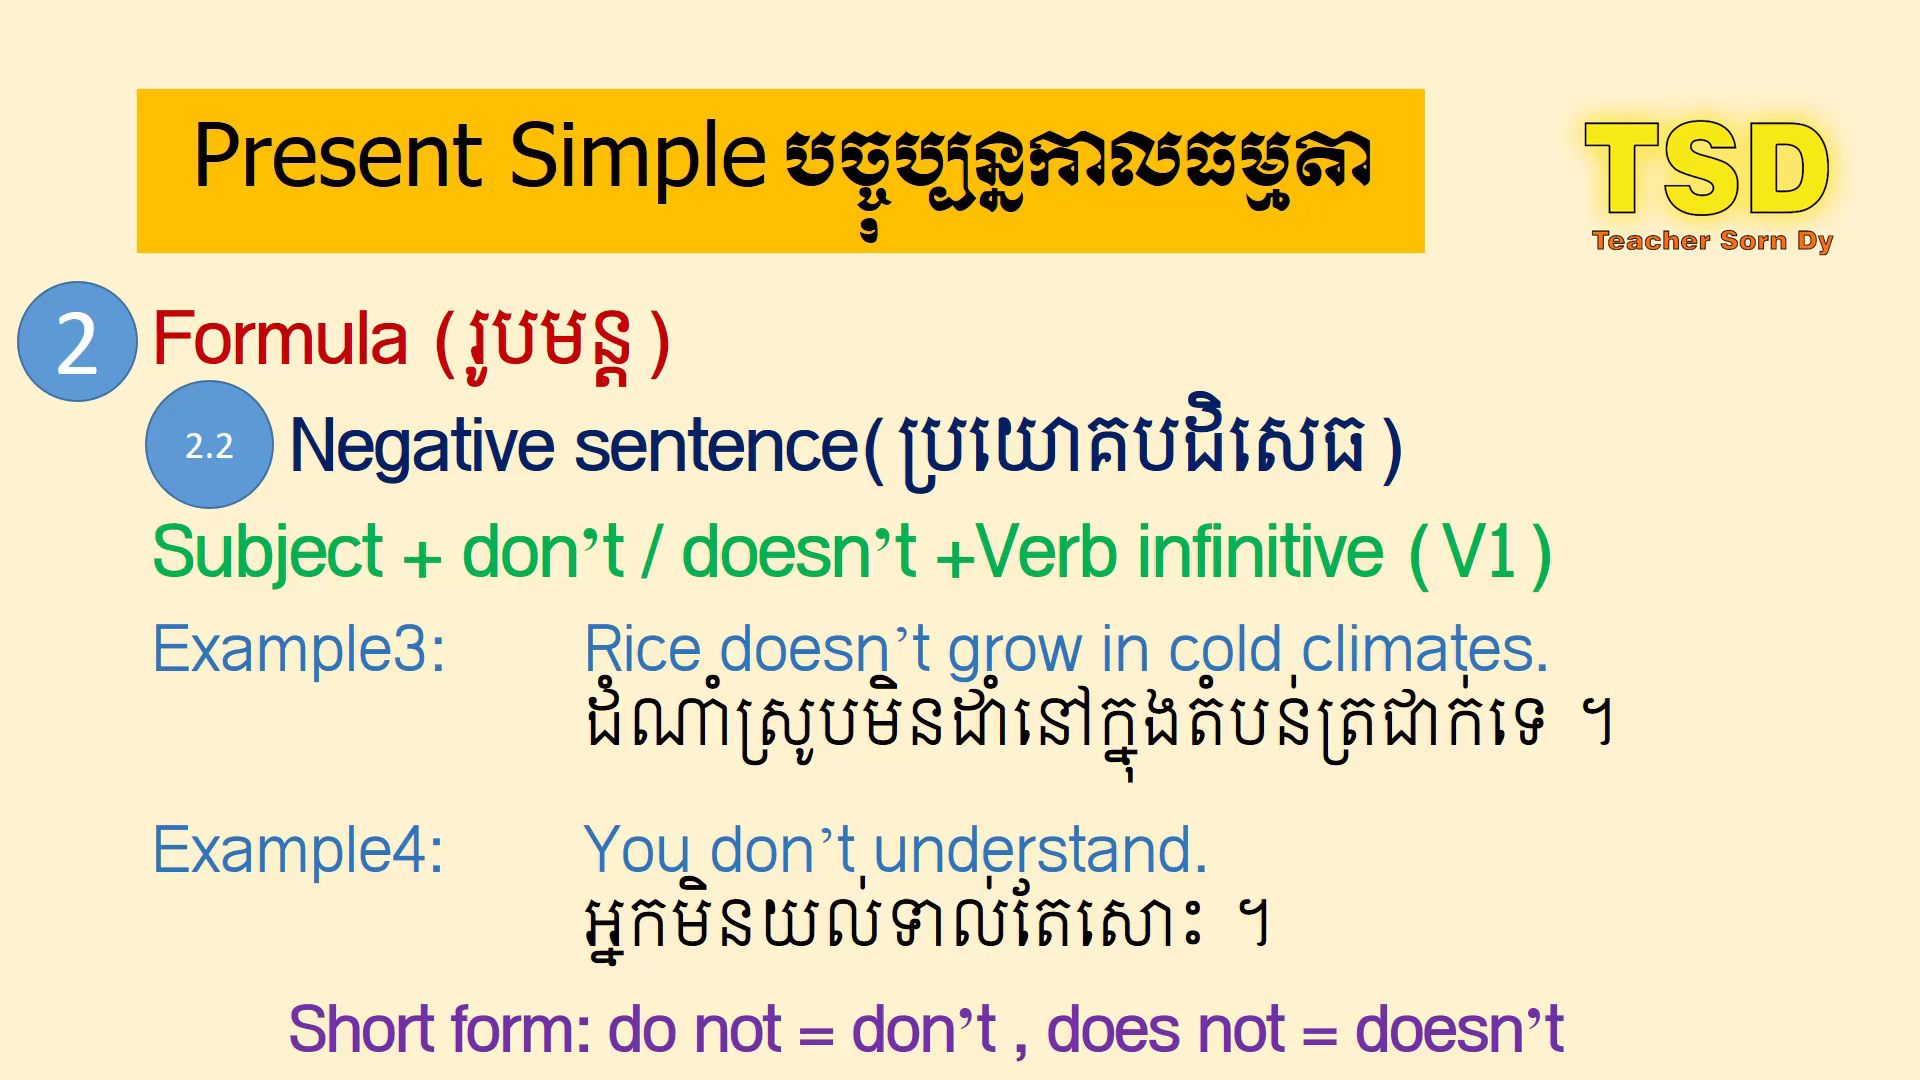 Present Simple បច្ចុប្បន្នកាលធម្មតា
TSD
Teacher Sorn Dy
2 Formula (រូបមន្ត)
2.2 Negative sentence(ប្រយោគបដិសេធ)
Subject + don’t / doesn’t +Verb infinitive (V1)
Example3: Rice doesn’t grow in cold climates.
ដំណាំស្រូបមិនដាំនៅក្នុងតំបន់ត្រជាក់ទេ ។
Example4: You don’t understand.
អ្នកមិនយល់ទាល់តែសោះ ។
Short form: do not = don’t , does not = doesn’t